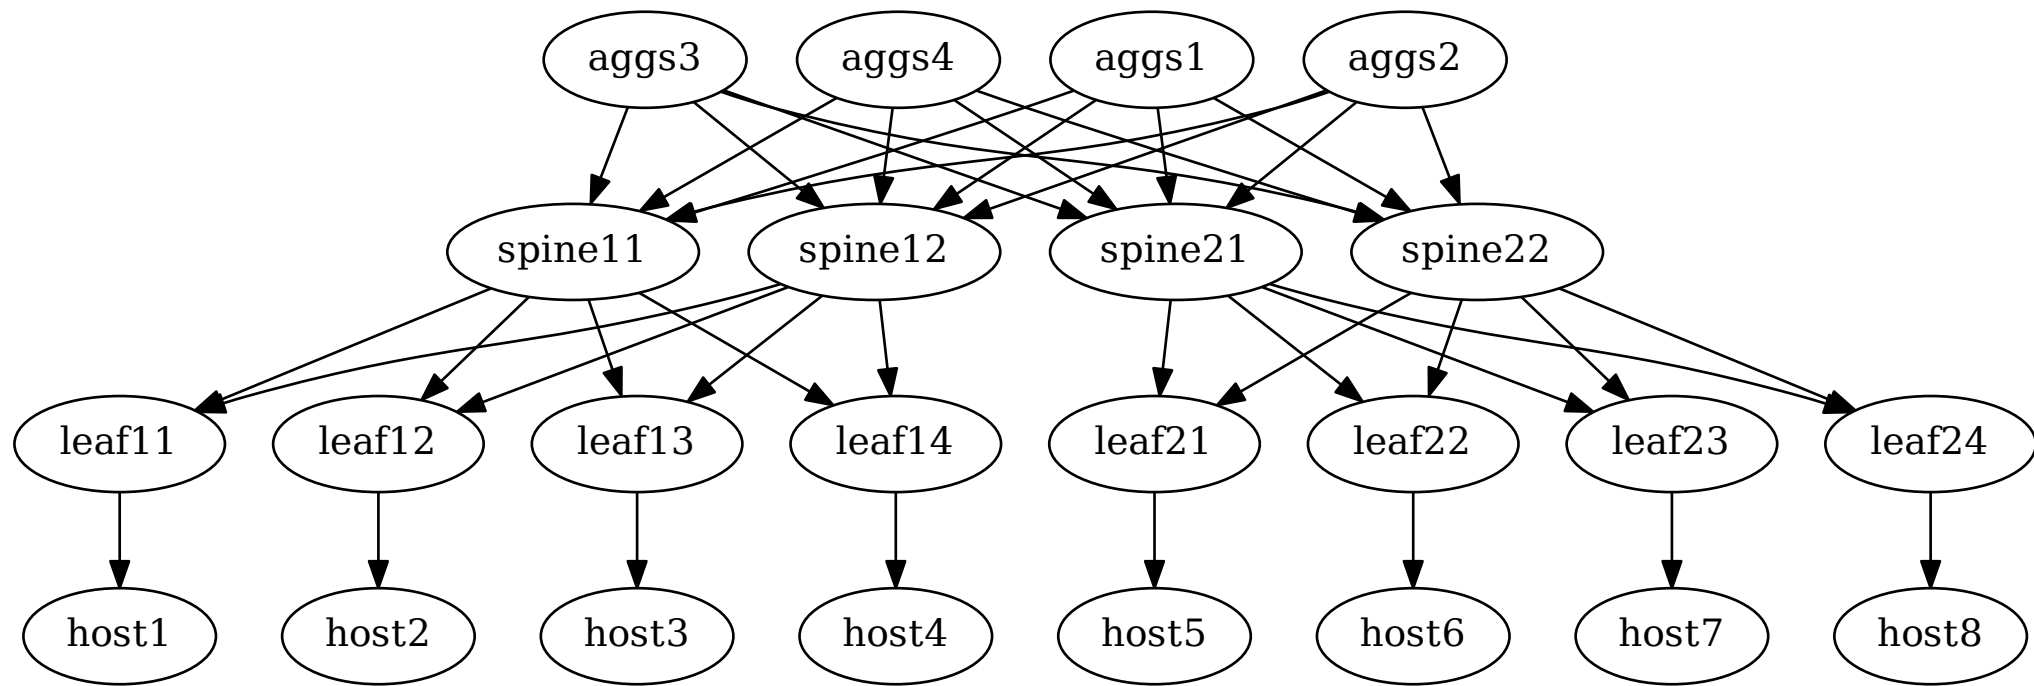 aggs3 aggs4 aggs1 aggs2
spine11 spine12 spine21 spine22
leaf11 leaf12 leaf13 leaf14 leaf21 leaf22 leaf23 leaf24
host1 host2 host3 host4 host5 host6 host7 host8